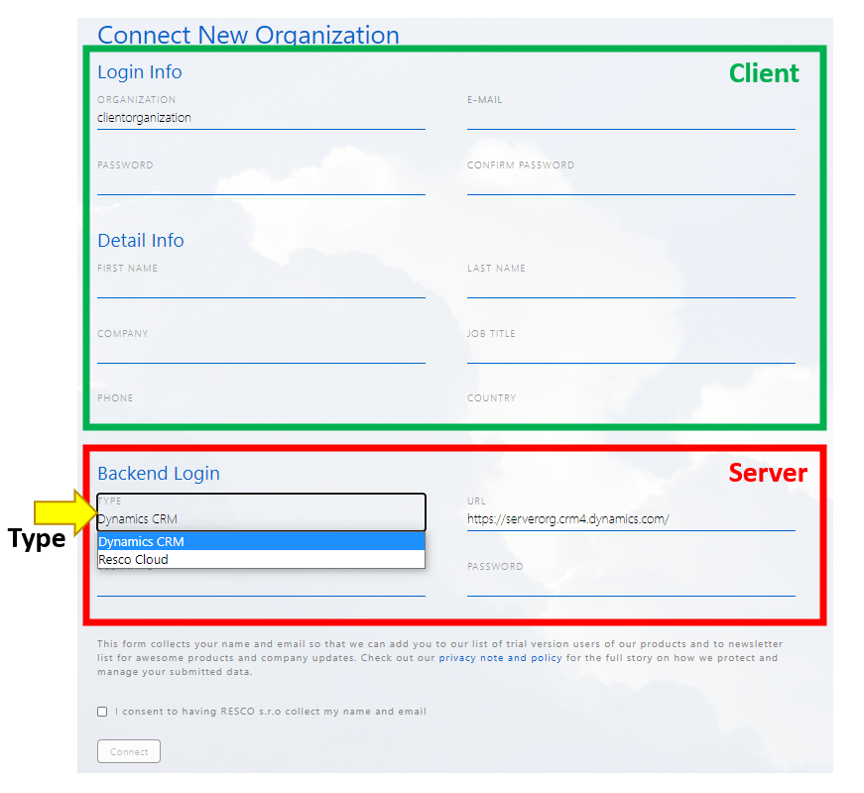 Connect New Organization
Login Info
Client
ORGANIZATION
E-MAIL
clientorganization
PASSWORD
CONFIRM PASSWORD
Detail Info
FIRST NAME
LAST NAME
COMPANY
JOB TITLE
PHONE
COUNTRY
Backend Login
Server
TYPE
URL
Dynamics CRM
https://serverorg.crm4.dynamics.com/
Type
Dynamics CRM
Resco Cloud
PASSWORD
This form collects your name and email so that we can add you to our list of trial version users of our products and to newsletter
list for awesome products and company updates. Check out our privacy note and policy for the full story on how we protect and
manage your submitted data.
I consent to having RESCO s.r.o collect my name and email
Connect